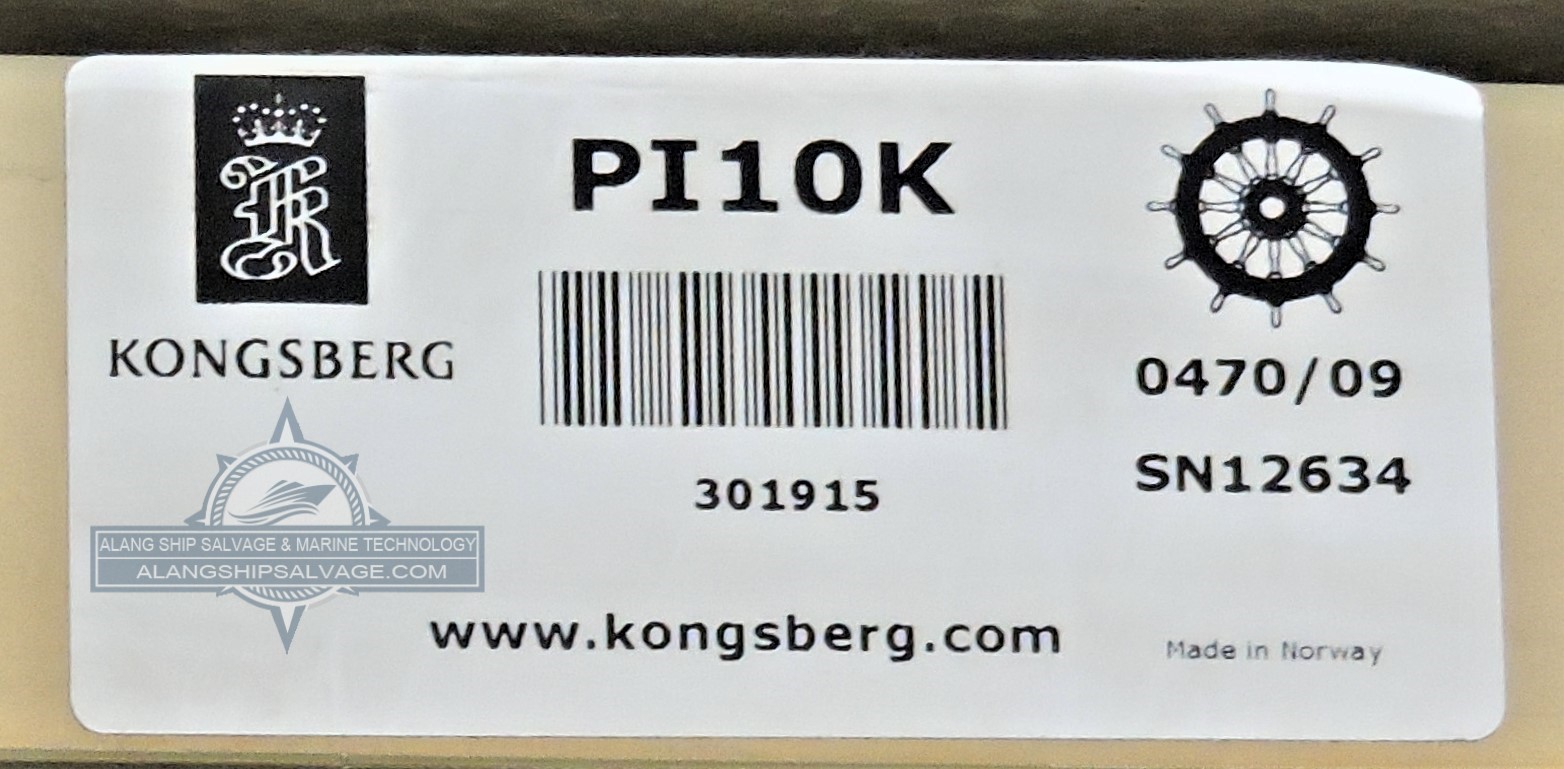 PI10K
KONGSBERG
0470/09
301915
SN12634
ALANG SHIP SALVAGE & MARINE TECHNOLOGY
ALANGSHIPSALVAGE.COM
www.kongsberg.com
Made in Norway